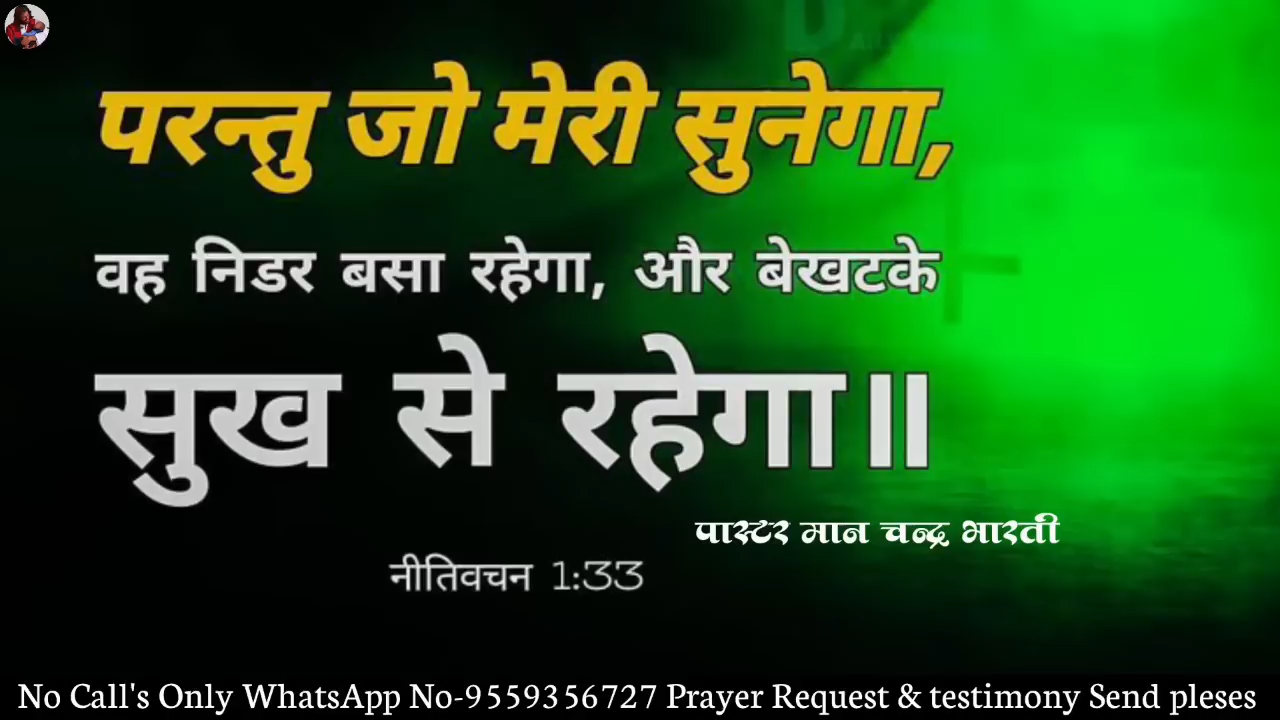 परन्तु जो मेरी सुनेगा,
वह निडर बसा रहेगा, और बेखटके
सुख से रहेगा॥
पास्टर मान चन्द्र भारती
नीतिवचन 1:33
No Call's Only WhatsApp No-9559356727 Prayer Request & testimony Send pleses